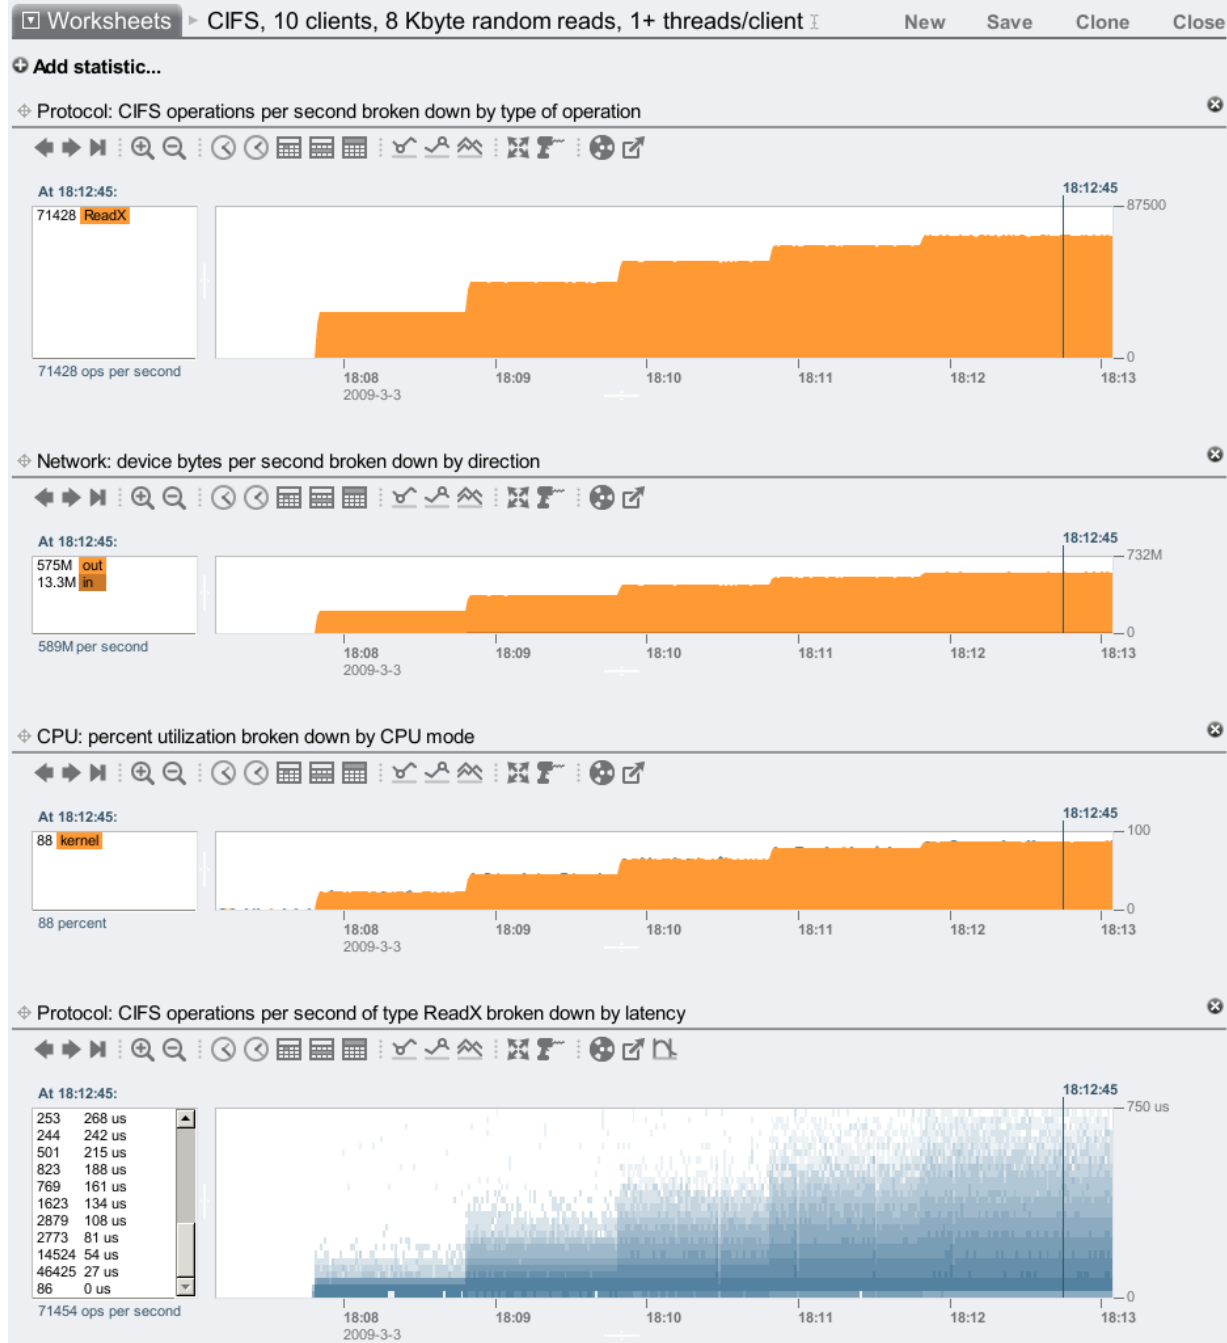 Worksheets CIFS, 10 clients, 8 Kbyte random reads, 1+ threads/client New Save Clone Close
Add statistic...
Protocol: CIFS operations per second broken down by type of operation
At 18:12:45: 18:12:45
71428 ReadX 87500
0
71428 ops per second
18:08 18:09 18:10 18:11 18:12 18:13
2009-3-3
Network: device bytes per second broken down by direction
At 18:12:45: 18:12:45
575M out 732M
13.3M in
0
589M per second
18:08 18:09 18:10 18:11 18:12 18:13
2009-3-3
CPU: percent utilization broken down by CPU mode
At 18:12:45: 18:12:45
88 kernel 100
0
88 percent
18:08 18:09 18:10 18:11 18:12 18:13
2009-3-3
Protocol: CIFS operations per second of type ReadX broken down by latency
At 18:12:45: 18:12:45
750 us
253 268 us
244 242 us
501 215 us
823 188 us
769 161 us
1623 134 us
2879 108 us
2773 81 us
14524 54 us
46425 27 us
86 0 us
0
71454 ops per second
18:08 18:09 18:10 18:11 18:12 18:13
2009-3-3